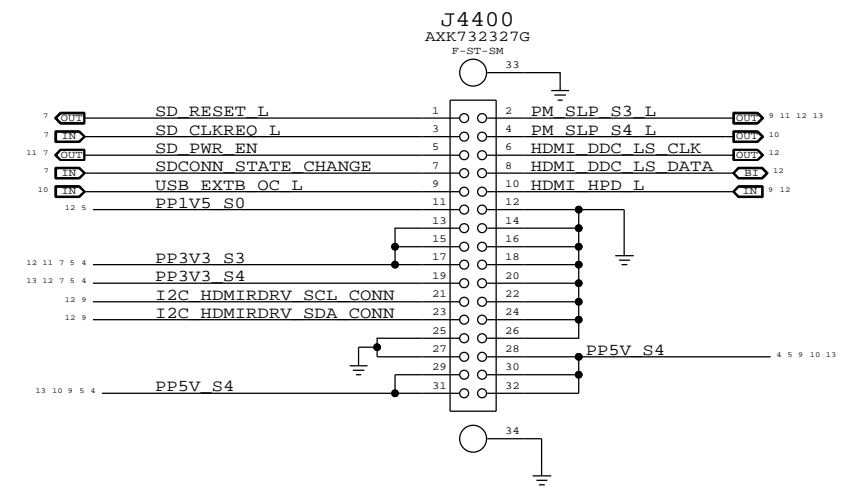 J4400
AXK732327G
F-ST-SM
33
7 OUT SD_RESET_L 1 2 PM_SLP_S3_L OUT 9 11 12 13
7 IN SD_CLKREQ_L 3 4 PM_SLP_S4_L OUT 10
11 7 OUT SD_PWR_EN 5 6 HDMI_DDC_LS_CLK OUT 12
7 IN SDCONN_STATE_CHANGE 7 8 HDMI_DDC_LS_DATA BI 12
10 IN USB_EXTB_OC_L 9 10 HDMI_HPD_L IN 9 12
12 5 PP1V5_S0 11 12
13 14
15 16
12 11 7 5 4 PP3V3_S3 17 18
13 12 7 5 4 PP3V3_S4 19 20
12 9 I2C_HDMIRDRV_SCL_CONN 21 22
12 9 I2C_HDMIRDRV_SDA_CONN 23 24
25 26
27 28 PP5V_S4 4 5 9 10 13
29 30
13 10 9 5 4 PP5V_S4 31 32
34